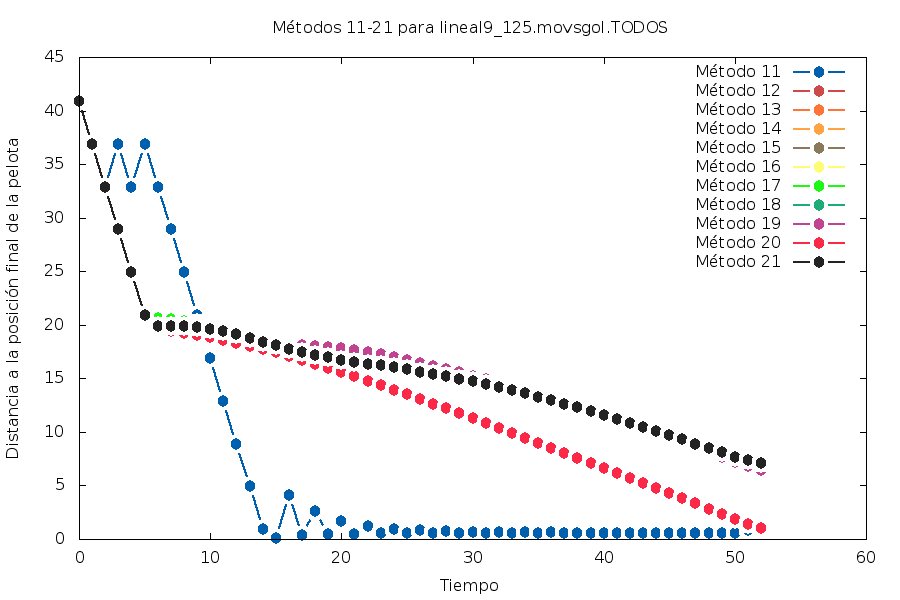 Métodos 11-21 para lineal9_125.movsgol.TODOS
Distancia a la posición final de la pelota
45
40
35
30
25
20
15
10
5
0
Método 11
Método 12
Método 13
Método 14
Método 15
Método 16
Método 17
Método 18
Método 19
Método 20
Método 21
0 10 20 30 40 50 60
Tiempo